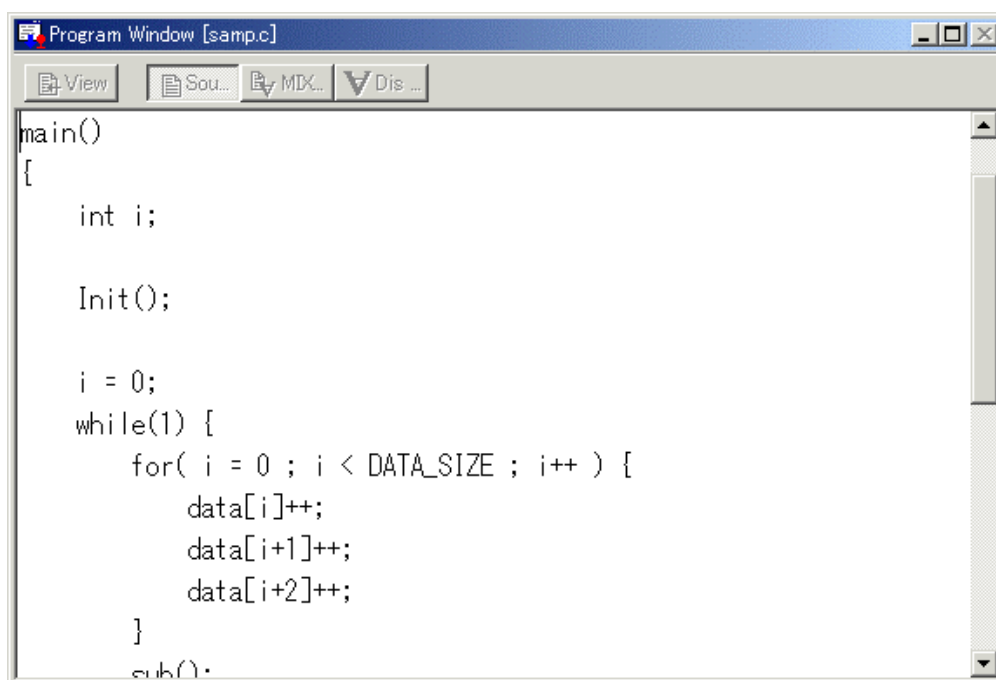 Program Window [samp.c]
View Sou... MIX... Dis ...
main()
{
    int i;
    Init();
    i = 0;
    while(1) {
        for( i = 0 ; i < DATA_SIZE ; i++ ) {
            data[i]++;
            data[i+1]++;
            data[i+2]++;
        }
        sub();